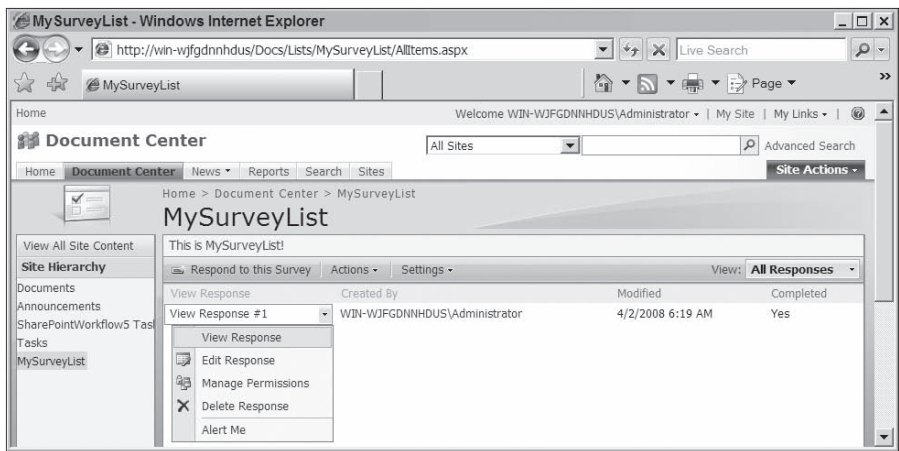 MySurveyList - Windows Internet Explorer
http://win-wjfgdnnhdus/Docs/Lists/MySurveyList/AllItems.aspx
Live Search
MySurveyList
Page
»
Home
Welcome WIN-WJFGDNNHDUS\Administrator | My Site | My Links |
Document Center
All Sites
Advanced Search
Home Document Center News Reports Search Sites
Site Actions
Home > Document Center > MySurveyList
MySurveyList
View All Site Content
This is MySurveyList!
Site Hierarchy
Respond to this Survey Actions Settings
View: All Responses
Documents
Announcements
SharePointWorkflow5 Tasl
Tasks
MySurveyList
View Response Created By Modified Completed
View Response #1 WIN-WJFGDNNHDUS\Administrator 4/2/2008 6:19 AM Yes
View Response
Edit Response
Manage Permissions
Delete Response
Alert Me